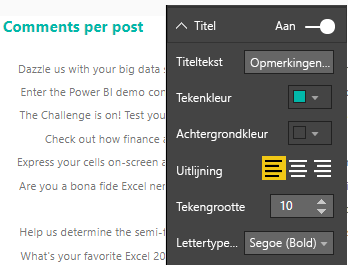 Comments per post
Dazzle us with your big data s
Enter the Power BI demo con
The Challenge is on! Test you
Check out how finance a
Express your cells on-screen a
Are you a bona fide Excel ner
Help us determine the semi-f
What's your favorite Excel 20
Titel Aan
Titeltekst Opmerkingen...
Tekenkleur
Achtergrondkleur
Uitlijning
Tekengrootte 10
Lettertype... Segoe (Bold)